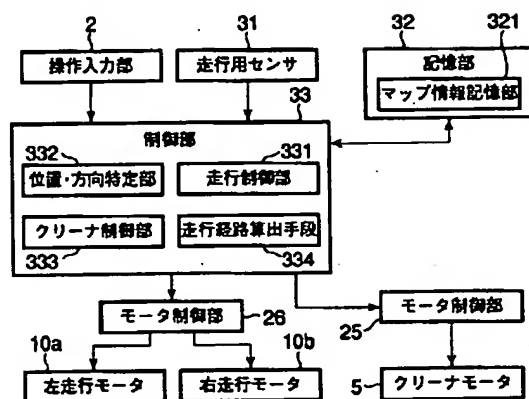 2
31
32
321
操作入力部
走行用センサ
記憶部
マップ情報記憶部
33
制御部
332
331
位置・方向特定部
走行制御部
クリーナ制御部
走行経路算出手段
333
334
モータ制御部
26
モータ制御部
25
10a
10b
左走行モータ
右走行モータ
5
クリーナモータ